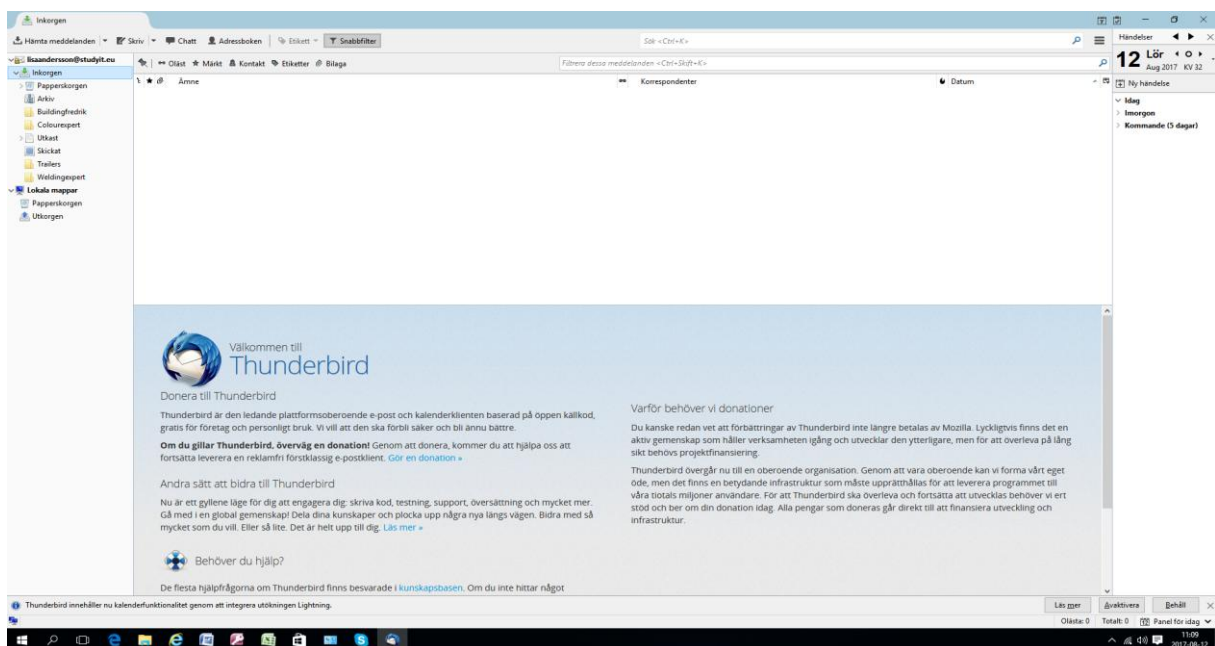 Inkorgen
Hämta meddelanden Skriv Chatt Adressboken Etikett Snabbfilter
Sök <Ctrl+K>
Händelser
lisaandersson@studyit.eu
Inkorgen
Papperskorgen
Arkiv
Buildingfredrik
Colourexpert
Utkast
Skickat
Trailers
Weldingexpert
Lokala mappar
Papperskorgen
Utkorgen
Oläst Märkt Kontakt Etiketter Bilaga
Filtrera dessa meddelanden <Ctrl+Skift+K>
Ämne Korrespondenter Datum
12 Lör
Aug 2017 KV 32
Ny händelse
Idag
Imorgon
Kommande (5 dagar)
Välkommen till
Thunderbird
Donera till Thunderbird
Thunderbird är den ledande plattformsoberoende e-post och kalenderklienten baserad på öppen källkod,
gratis för företag och personligt bruk. Vi vill att den ska förbli säker och bli ännu bättre.
Om du gillar Thunderbird, överväg en donation! Genom att donera, kommer du att hjälpa oss att
fortsätta leverera en reklamfri förstklassig e-postklient. Gör en donation »
Andra sätt att bidra till Thunderbird
Nu är ett gyllene läge för dig att engagera dig: skriva kod, testning, support, översättning och mycket mer.
Gå med i en global gemenskap! Dela dina kunskaper och plocka upp några nya längs vägen. Bidra med så
mycket som du vill. Eller så lite. Det är helt upp till dig. Läs mer »
Behöver du hjälp?
De flesta hjälpfrågorna om Thunderbird finns besvarade i kunskapsbasen. Om du inte hittar något
Varför behöver vi donationer
Du kanske redan vet att förbättringar av Thunderbird inte längre betalas av Mozilla. Lyckligtvis finns det en
aktiv gemenskap som håller verksamheten igång och utvecklar den ytterligare, men för att överleva på lång
sikt behövs projektfinansiering.
Thunderbird övergår nu till en oberoende organisation. Genom att vara oberoende kan vi forma vårt eget
öde, men det finns en betydande infrastruktur som måste upprätthållas för att leverera programmet till
våra tiotals miljoner användare. För att Thunderbird ska överleva och fortsätta att utvecklas behöver vi ert
stöd och ber om din donation idag. Alla pengar som doneras går direkt till att finansiera utveckling och
infrastruktur.
Thunderbird innehåller nu kalenderfunktionalitet genom att integrera utökningen Lightning.
Läs mer Avaktivera Behåll
Olästa: 0 Totalt: 0 Panel för idag
11:09
2017-08-12